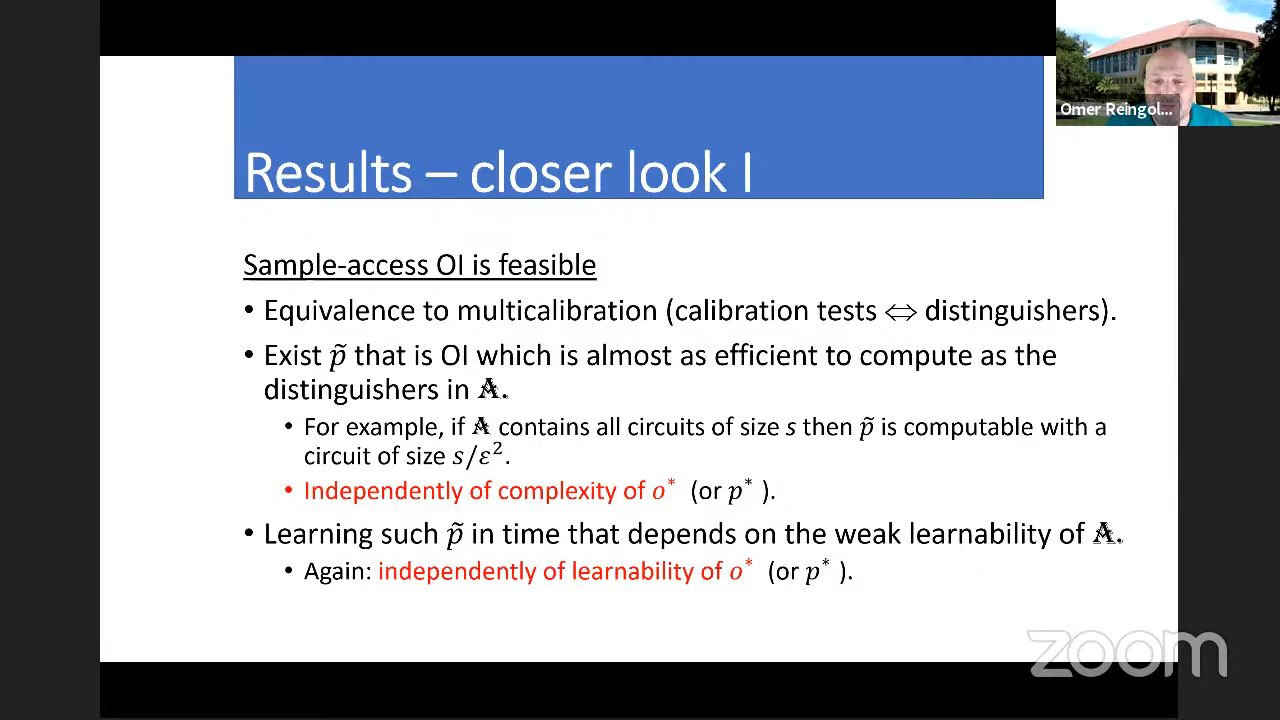 Omer Reingol...
Results – closer look I
Sample-access OI is feasible
• Equivalence to multicalibration (calibration tests ⇔ distinguishers).
• Exist p̃ that is OI which is almost as efficient to compute as the
distinguishers in 𝔸.
• For example, if 𝔸 contains all circuits of size s then p̃ is computable with a
circuit of size s/ε².
• Independently of complexity of o* (or p* ).
• Learning such p̃ in time that depends on the weak learnability of 𝔸.
• Again: independently of learnability of o* (or p* ).
zoom